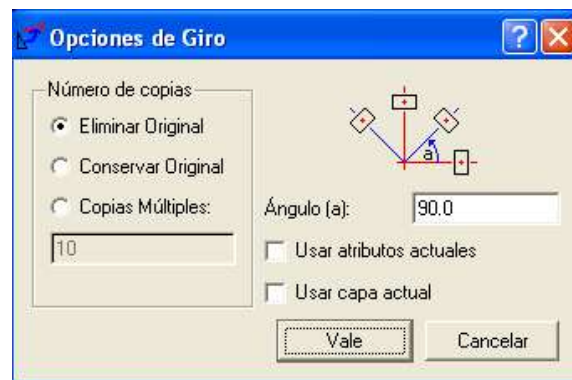 Opciones de Giro
Número de copias
Eliminar Original
Conservar Original
Copias Múltiples:
10
a
Ángulo (a):
90.0
Usar atributos actuales
Usar capa actual
Vale
Cancelar